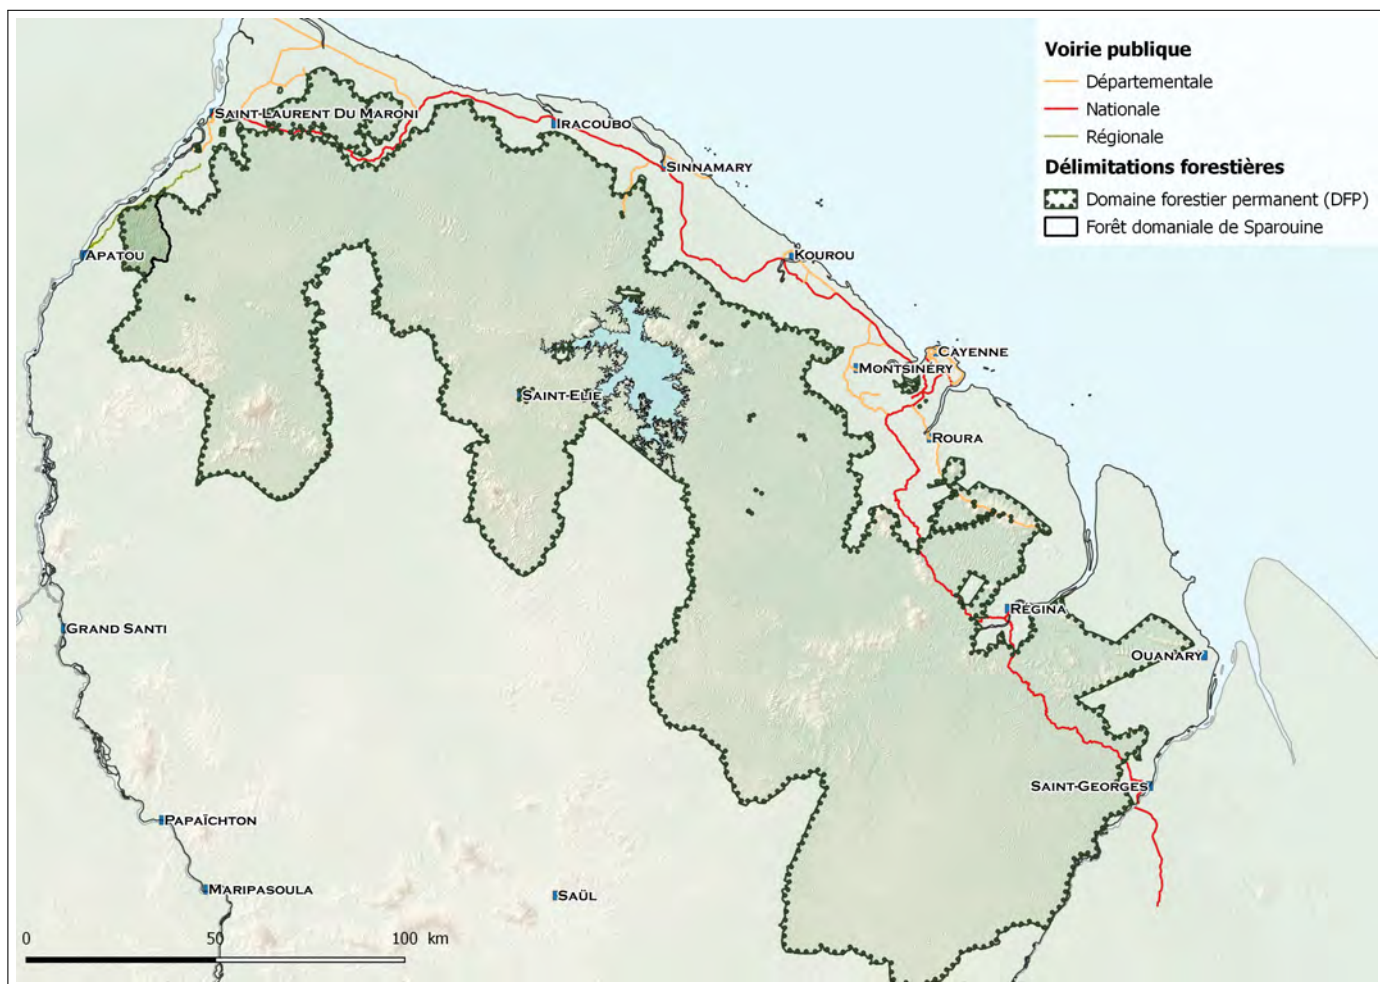 Voirie publique
Départementale
Nationale
Régionale
Délimitations forestières
Domaine forestier permanent (DFP)
Forêt domaniale de Sparouine
Saint-Laurent Du Maroni
Iracoubo
Sinnamary
Apatou
Kourou
Cayenne
Montsinéry
Saint-Elie
Roura
Régina
Grand Santi
Ouanary
Saint-Georges
Papaïchton
Maripasoula
Saül
0 50 100 km